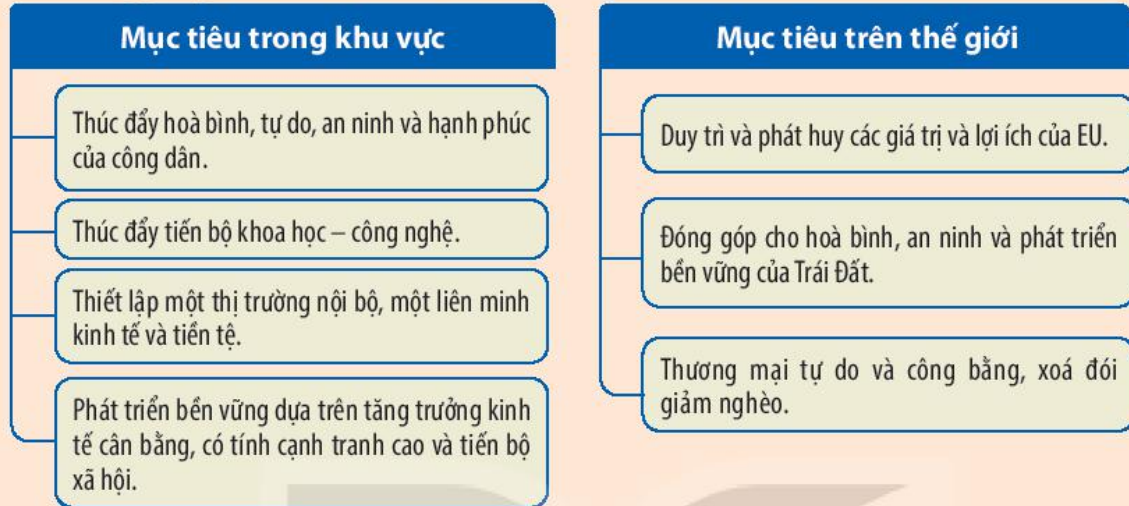 Mục tiêu trong khu vực
Thúc đẩy hoà bình, tự do, an ninh và hạnh phúc
của công dân.
Thúc đẩy tiến bộ khoa học – công nghệ.
Thiết lập một thị trường nội bộ, một liên minh
kinh tế và tiền tệ.
Phát triển bền vững dựa trên tăng trưởng kinh
tế cân bằng, có tính cạnh tranh cao và tiến bộ
xã hội.
Mục tiêu trên thế giới
Duy trì và phát huy các giá trị và lợi ích của EU.
Đóng góp cho hoà bình, an ninh và phát triển
bền vững của Trái Đất.
Thương mại tự do và công bằng, xoá đói
giảm nghèo.